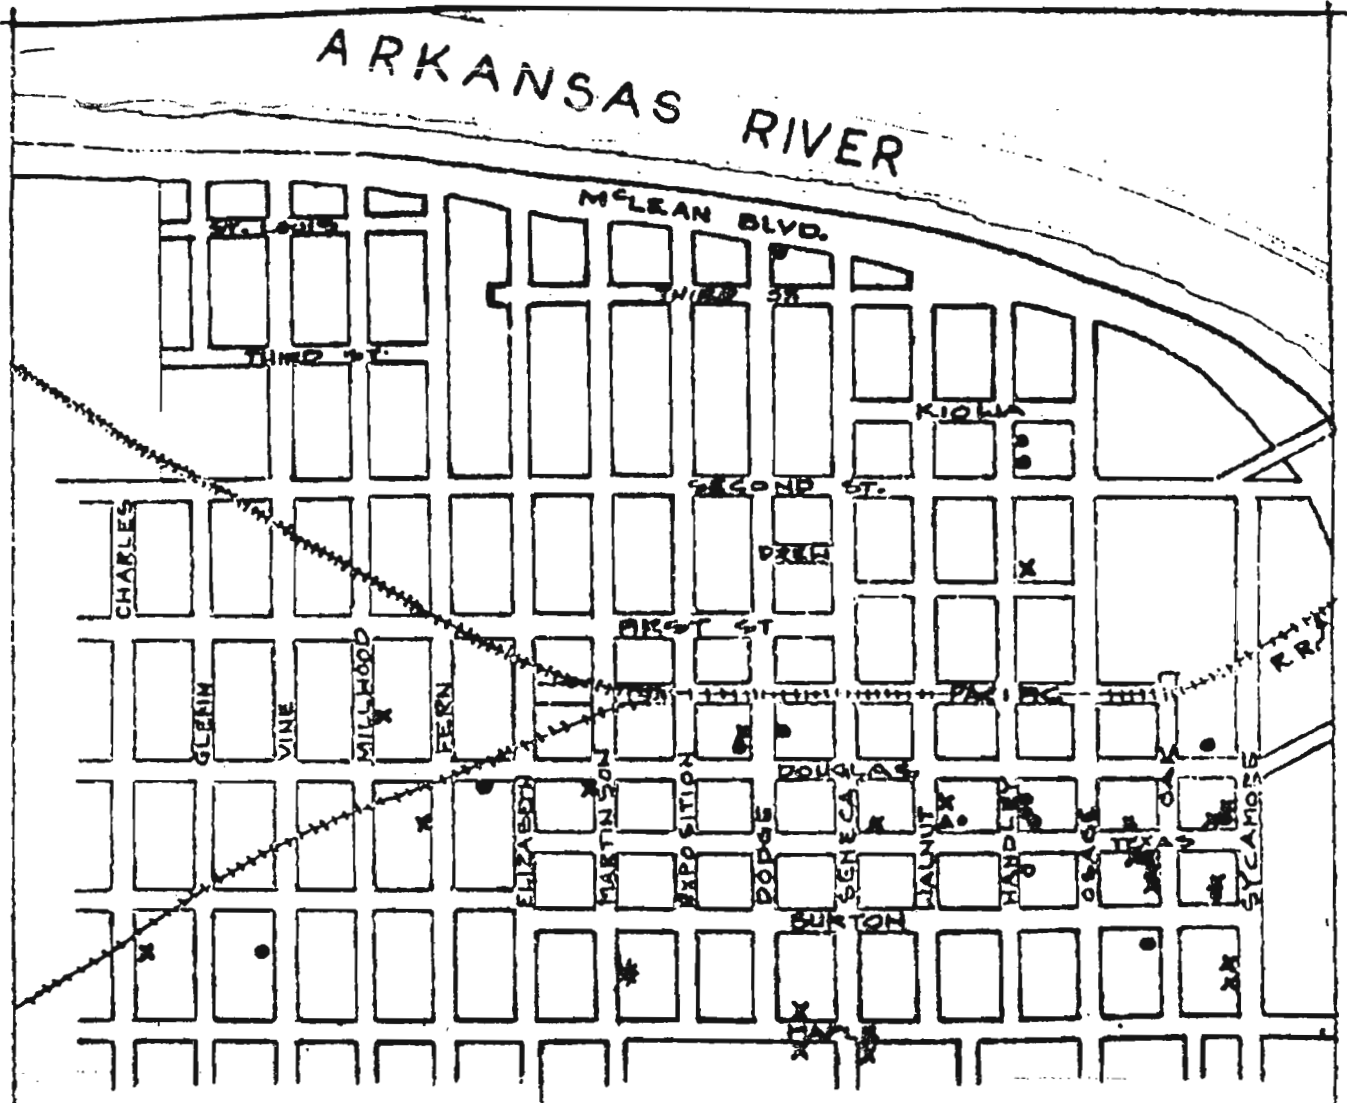 ARKANSAS RIVER
McLEAN BLVD.
ST. LOUIS
THIRD ST
THIRD ST.
KIOWA
SECOND ST.
CHARLES
DREW
FIRST ST
R.R.
PACIFIC
GLENN
VINE
MILLWOOD
FERN
DOUGLAS
OAK
ELIZABETH
MARTINSON
EXPOSITION
DODGE
SENECA
WALNUT
HANDLEY
OSAGE
TEXAS
SYCAMORE
BURTON